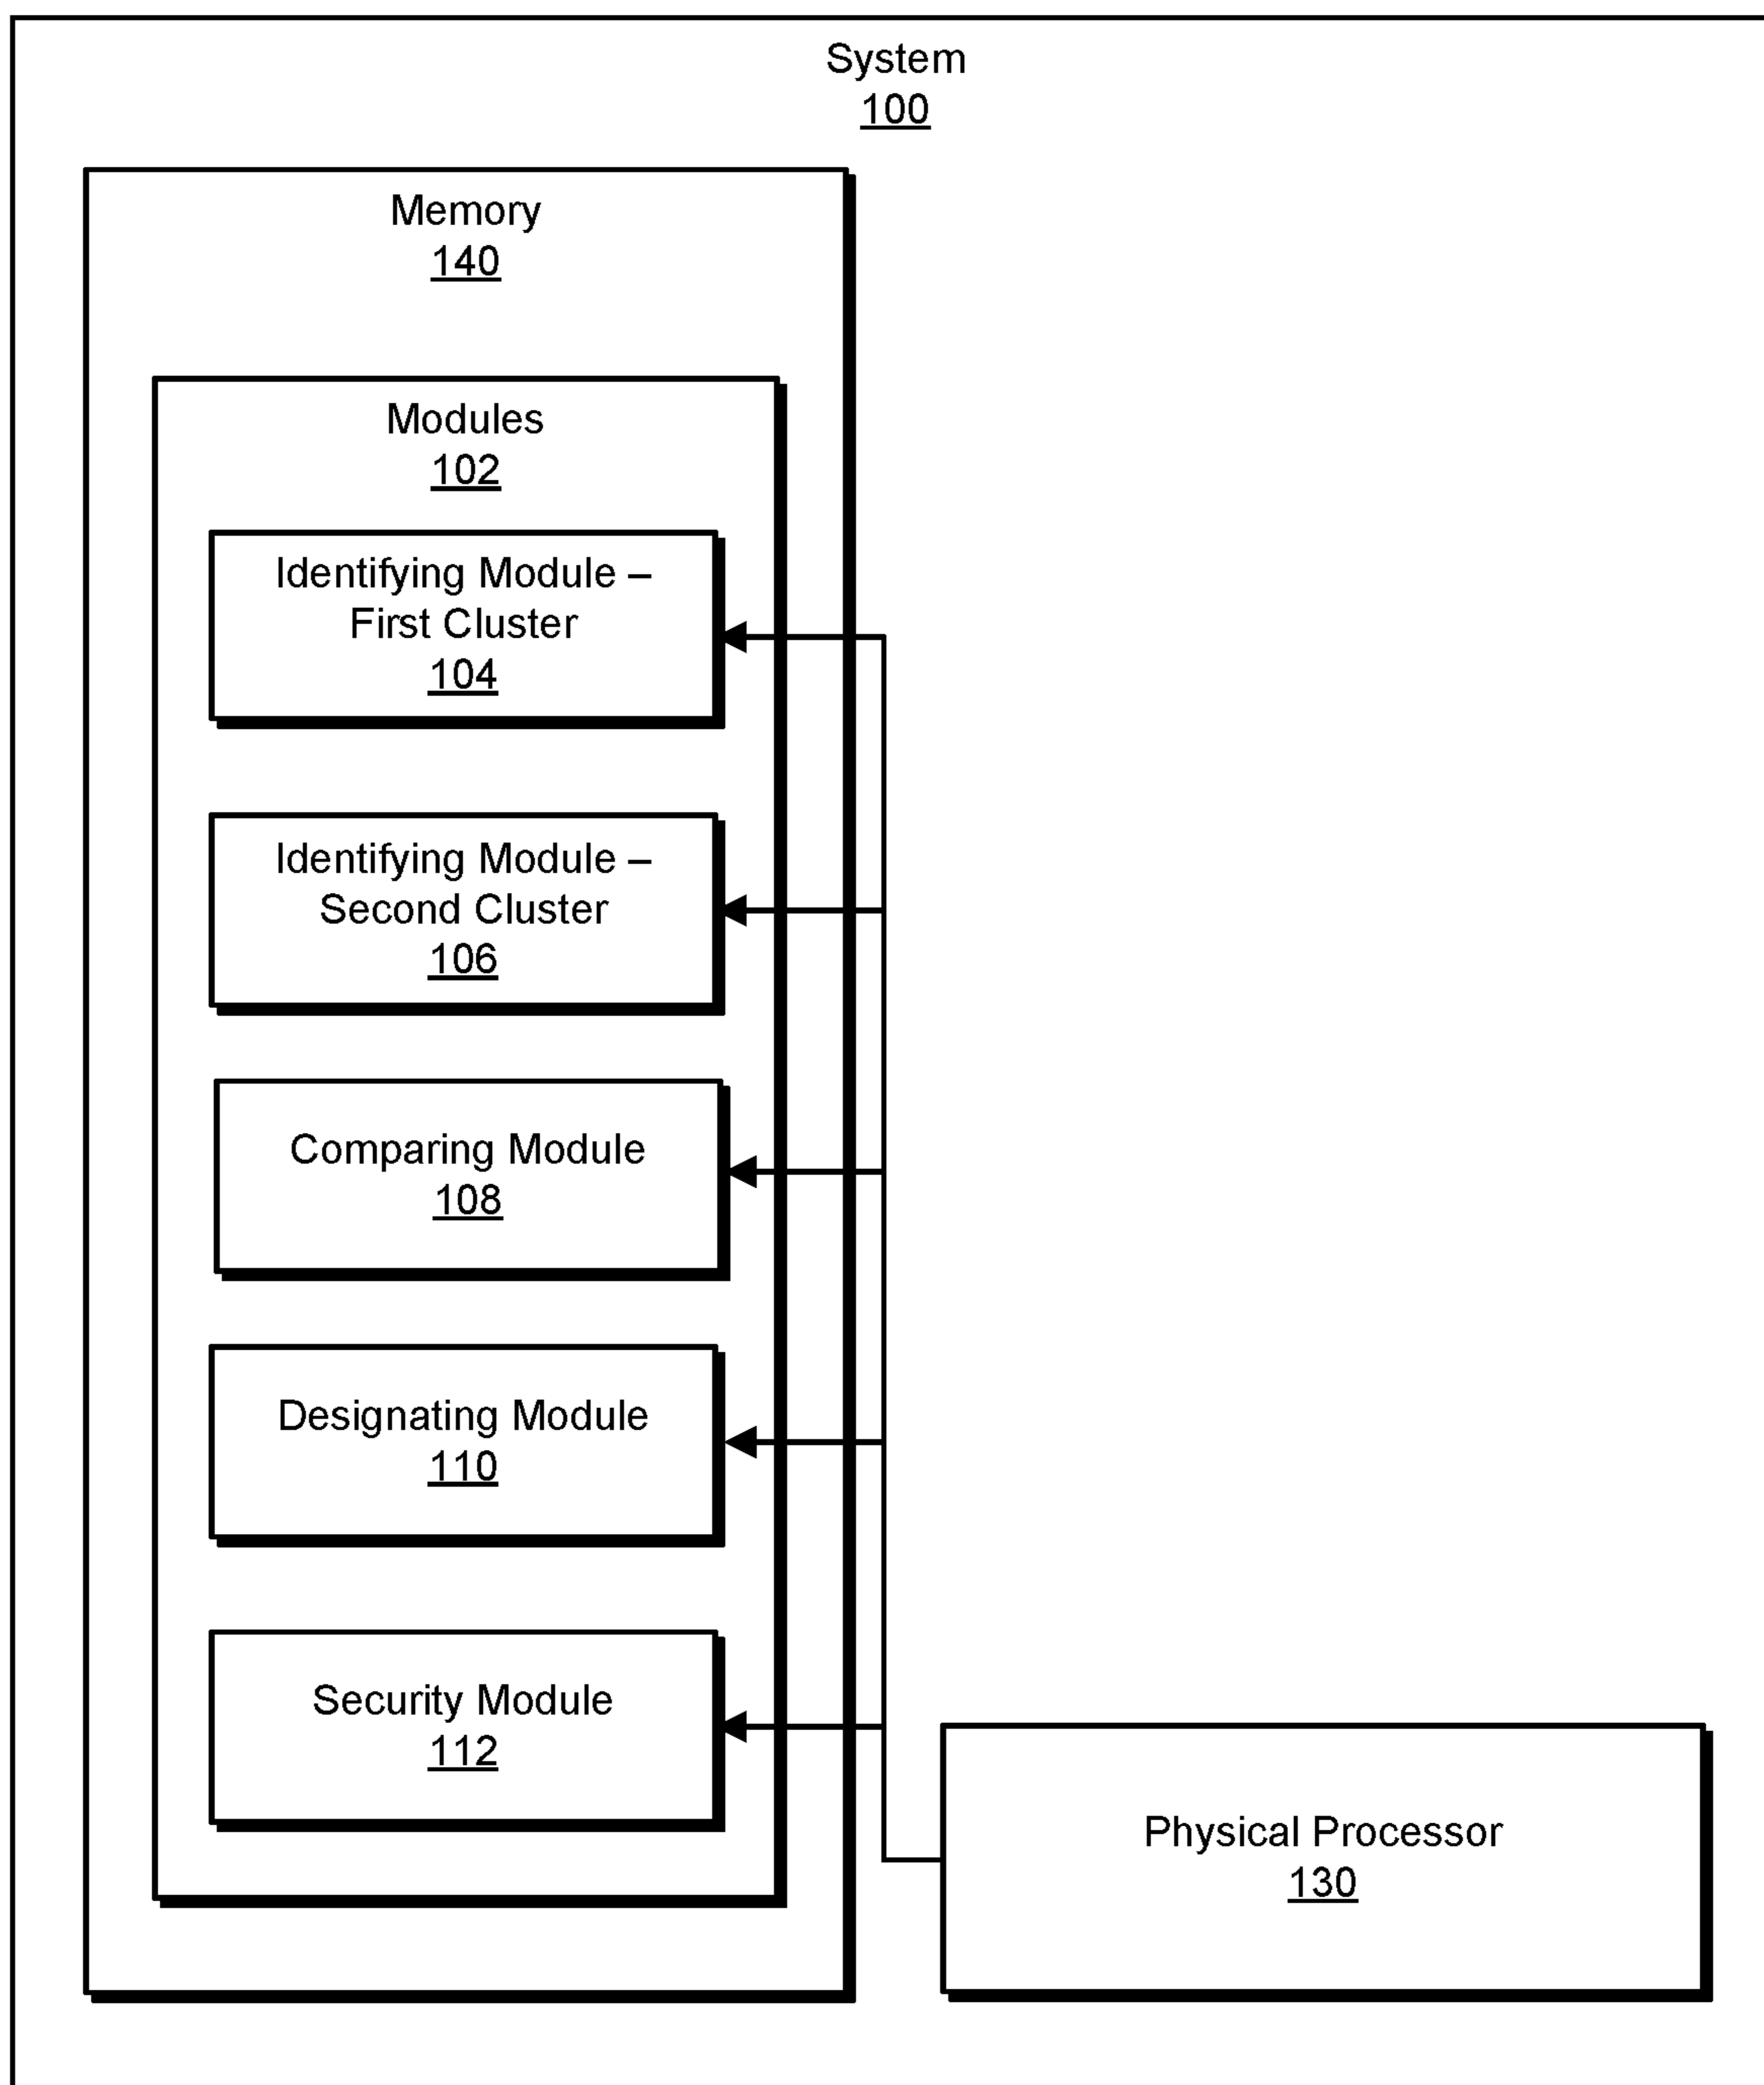 System
100
Memory
140
Modules
102
Identifying Module –
First Cluster
104
Identifying Module –
Second Cluster
106
Comparing Module
108
Designating Module
110
Security Module
112
Physical Processor
130